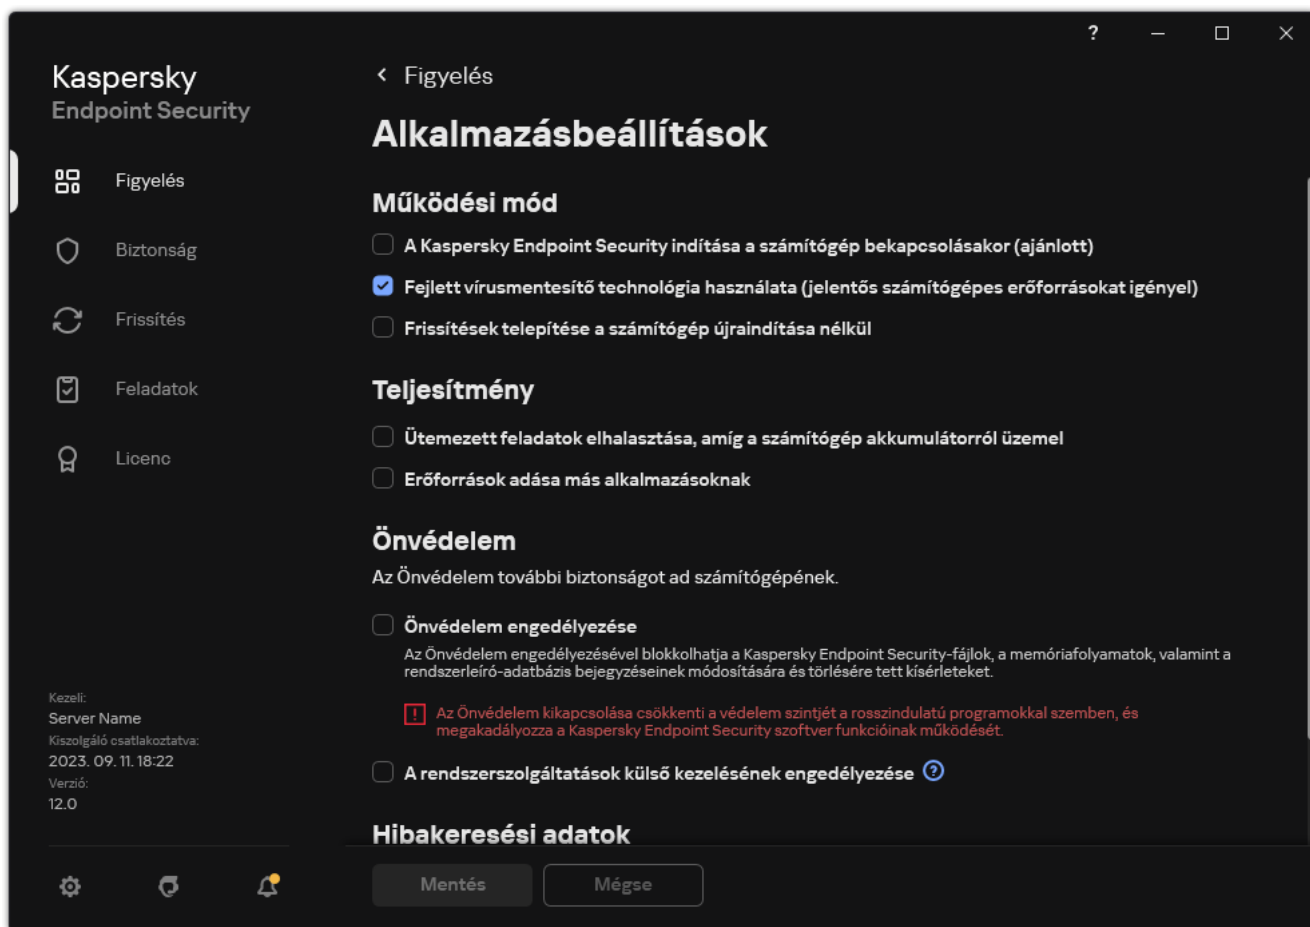 ?
Kaspersky
Endpoint Security
Figyelés
Biztonság
Frissítés
Feladatok
Licenc
Kezeli:
Server Name
Kiszolgáló csatlakoztatva:
2023. 09. 11. 18:22
Verzió:
12.0
Figyelés
Alkalmazásbeállítások
Működési mód
A Kaspersky Endpoint Security indítása a számítógép bekapcsolásakor (ajánlott)
Fejlett vírusmentesítő technológia használata (jelentős számítógépes erőforrásokat igényel)
Frissítések telepítése a számítógép újraindítása nélkül
Teljesítmény
Ütemezett feladatok elhalasztása, amíg a számítógép akkumulátorról üzemel
Erőforrások adása más alkalmazásoknak
Önvédelem
Az Önvédelem további biztonságot ad számítógépének.
Önvédelem engedélyezése
Az Önvédelem engedélyezésével blokkolhatja a Kaspersky Endpoint Security-fájlok, a memóriafolyamatok, valamint a
rendszerleíró-adatbázis bejegyzéseinek módosítására és törlésére tett kísérleteket.
Az Önvédelem kikapcsolása csökkenti a védelem szintjét a rosszindulatú programokkal szemben, és
megakadályozza a Kaspersky Endpoint Security szoftver funkcióinak működését.
A rendszerszolgáltatások külső kezelésének engedélyezése ?
Hibakeresési adatok
Mentés
Mégse